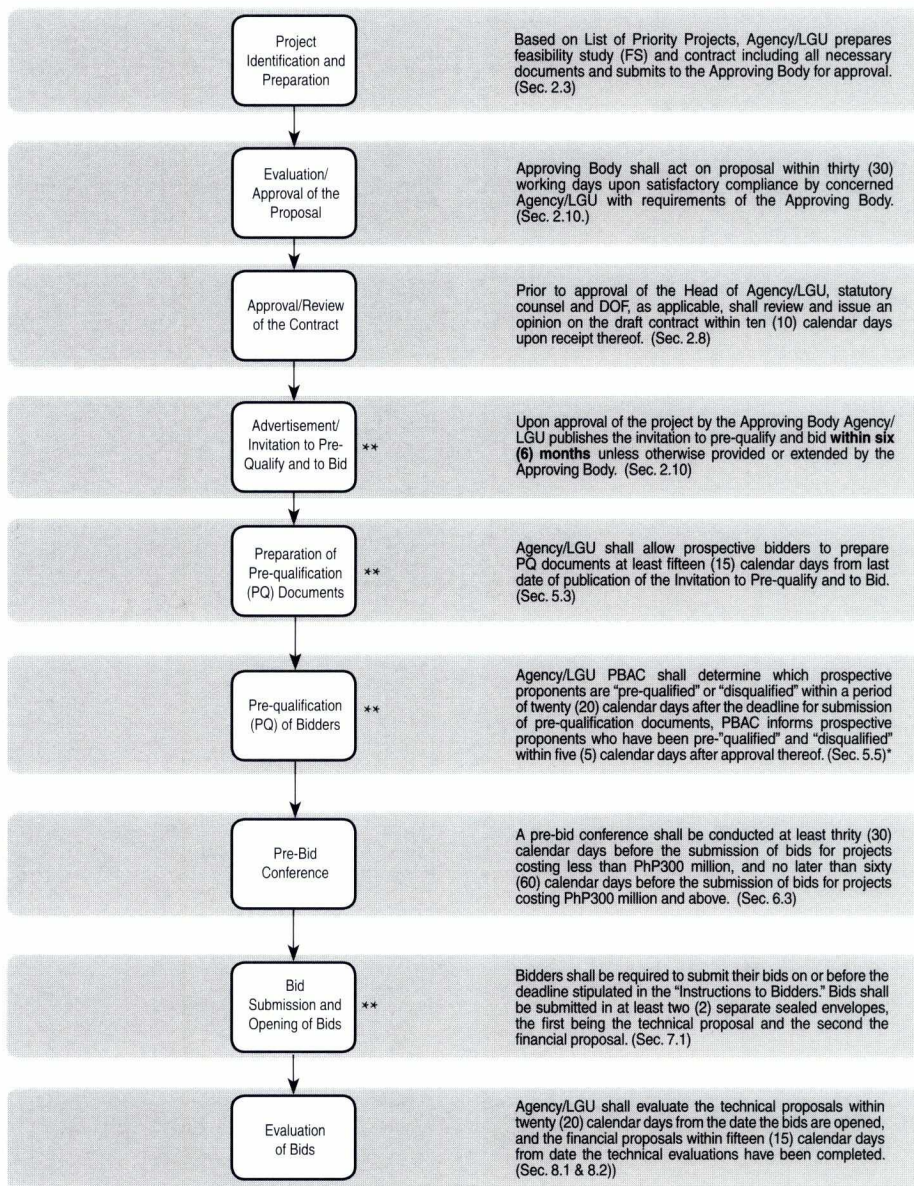 Project
Identification and
Preparation
Based on List of Priority Projects, Agency/LGU prepares
feasibility study (FS) and contract including all necessary
documents and submits to the Approving Body for approval.
(Sec. 2.3)
Evaluation/
Approval of the
Proposal
Approving Body shall act on proposal within thirty (30)
working days upon satisfactory compliance by concerned
Agency/LGU with requirements of the Approving Body.
(Sec. 2.10.)
Approval/Review
of the Contract
Prior to approval of the Head of Agency/LGU, statutory
counsel and DOF, as applicable, shall review and issue an
opinion on the draft contract within ten (10) calendar days
upon receipt thereof. (Sec. 2.8)
Advertisement/
Invitation to Pre-
Qualify and to Bid
**
Upon approval of the project by the Approving Body Agency/
LGU publishes the invitation to pre-qualify and bid within six
(6) months unless otherwise provided or extended by the
Approving Body. (Sec. 2.10)
Preparation of
Pre-qualification
(PQ) Documents
**
Agency/LGU shall allow prospective bidders to prepare
PQ documents at least fifteen (15) calendar days from last
date of publication of the Invitation to Pre-qualify and to Bid.
(Sec. 5.3)
Pre-qualification
(PQ) of Bidders
**
Agency/LGU PBAC shall determine which prospective
proponents are "pre-qualified" or "disqualified" within a period
of twenty (20) calendar days after the deadline for submission
of pre-qualification documents, PBAC informs prospective
proponents who have been pre-"qualified" and "disqualified"
within five (5) calendar days after approval thereof. (Sec. 5.5)*
Pre-Bid
Conference
A pre-bid conference shall be conducted at least thrity (30)
calendar days before the submission of bids for projects
costing less than PhP300 million, and no later than sixty
(60) calendar days before the submission of bids for projects
costing PhP300 million and above. (Sec. 6.3)
Bid
Submission and
Opening of Bids
**
Bidders shall be required to submit their bids on or before the
deadline stipulated in the "Instructions to Bidders." Bids shall
be submitted in at least two (2) separate sealed envelopes,
the first being the technical proposal and the second the
financial proposal. (Sec. 7.1)
Evaluation
of Bids
Agency/LGU shall evaluate the technical proposals within
twenty (20) calendar days from the date the bids are opened,
and the financial proposals within fifteen (15) calendar days
from date the technical evaluations have been completed.
(Sec. 8.1 & 8.2))